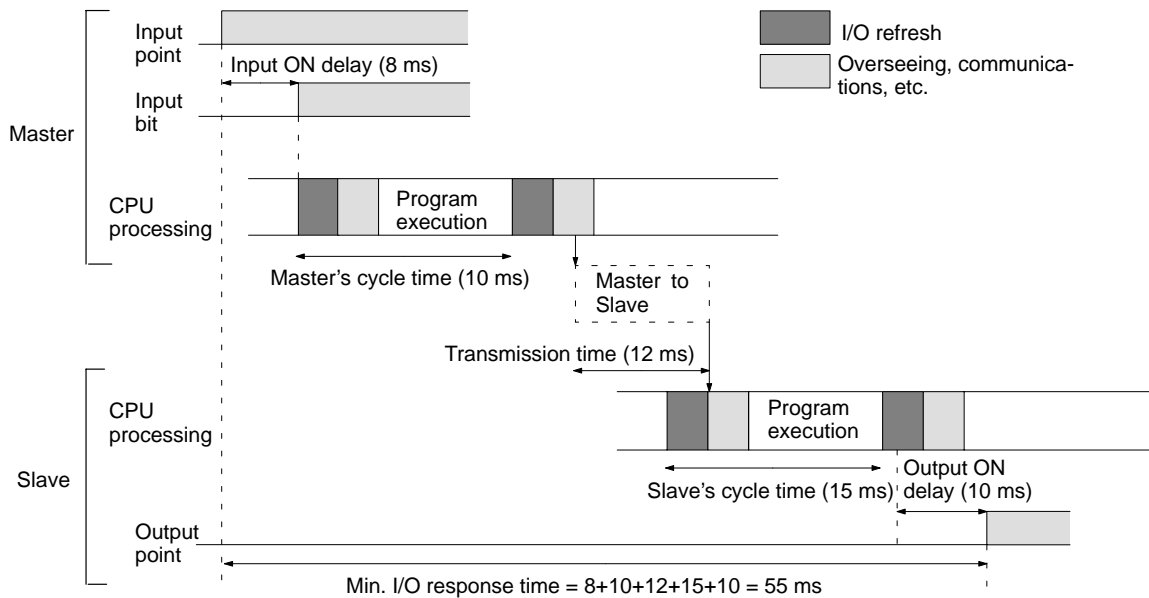 Input
point
I/O refresh
Overseeing, communica-
tions, etc.
Input ON delay (8 ms)
Input
bit
Master
CPU
processing
Program
execution
Master's cycle time (10 ms)
Master to
Slave
Transmission time (12 ms)
CPU
processing
Program
execution
Slave
Slave's cycle time (15 ms)
Output ON
delay (10 ms)
Output
point
Min. I/O response time = 8+10+12+15+10 = 55 ms